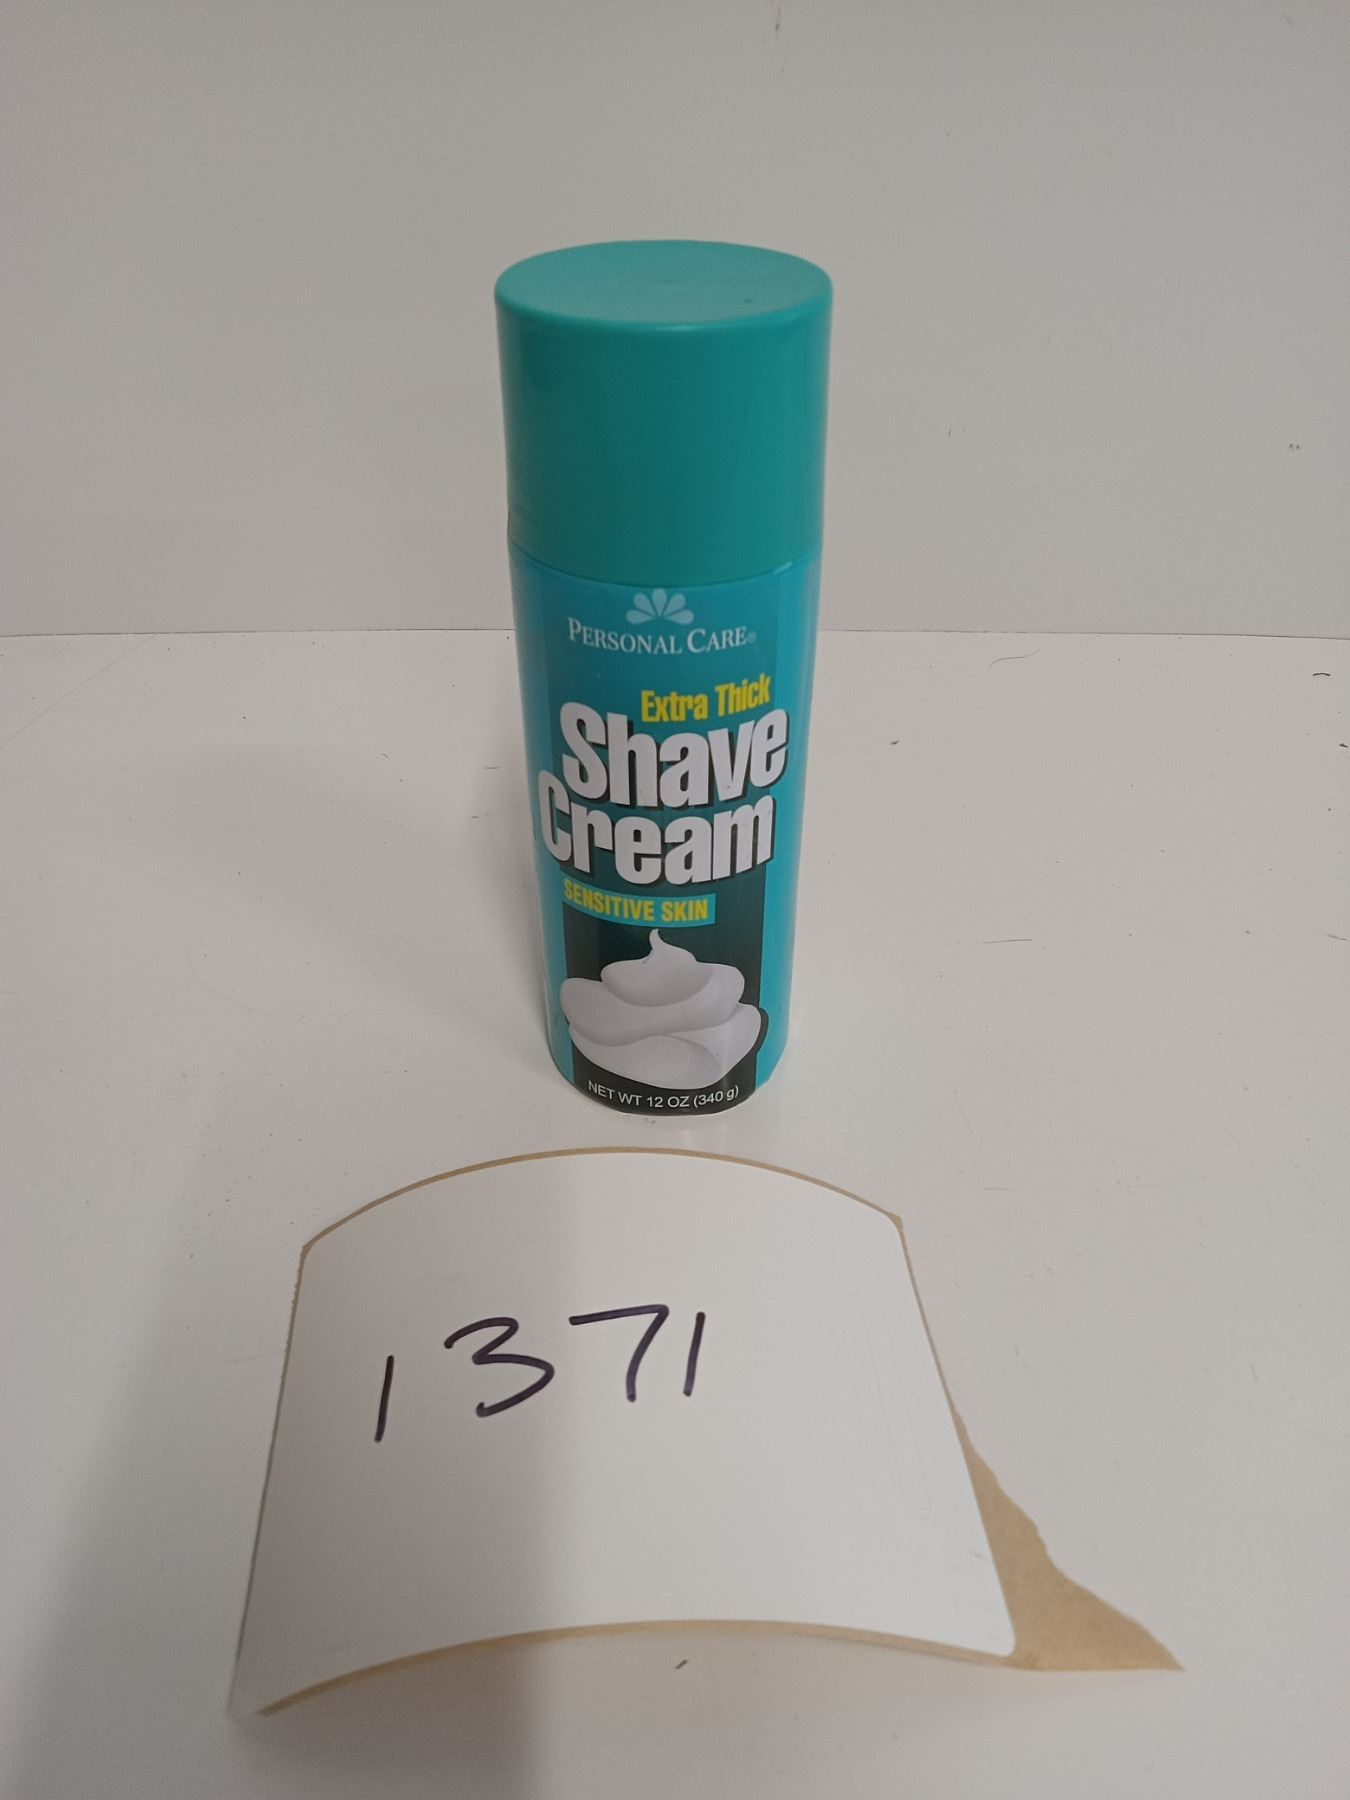 PERSONAL CARE®
Extra Thick
Shave
Cream
SENSITIVE SKIN
NET WT 12 OZ (340 g)
1371